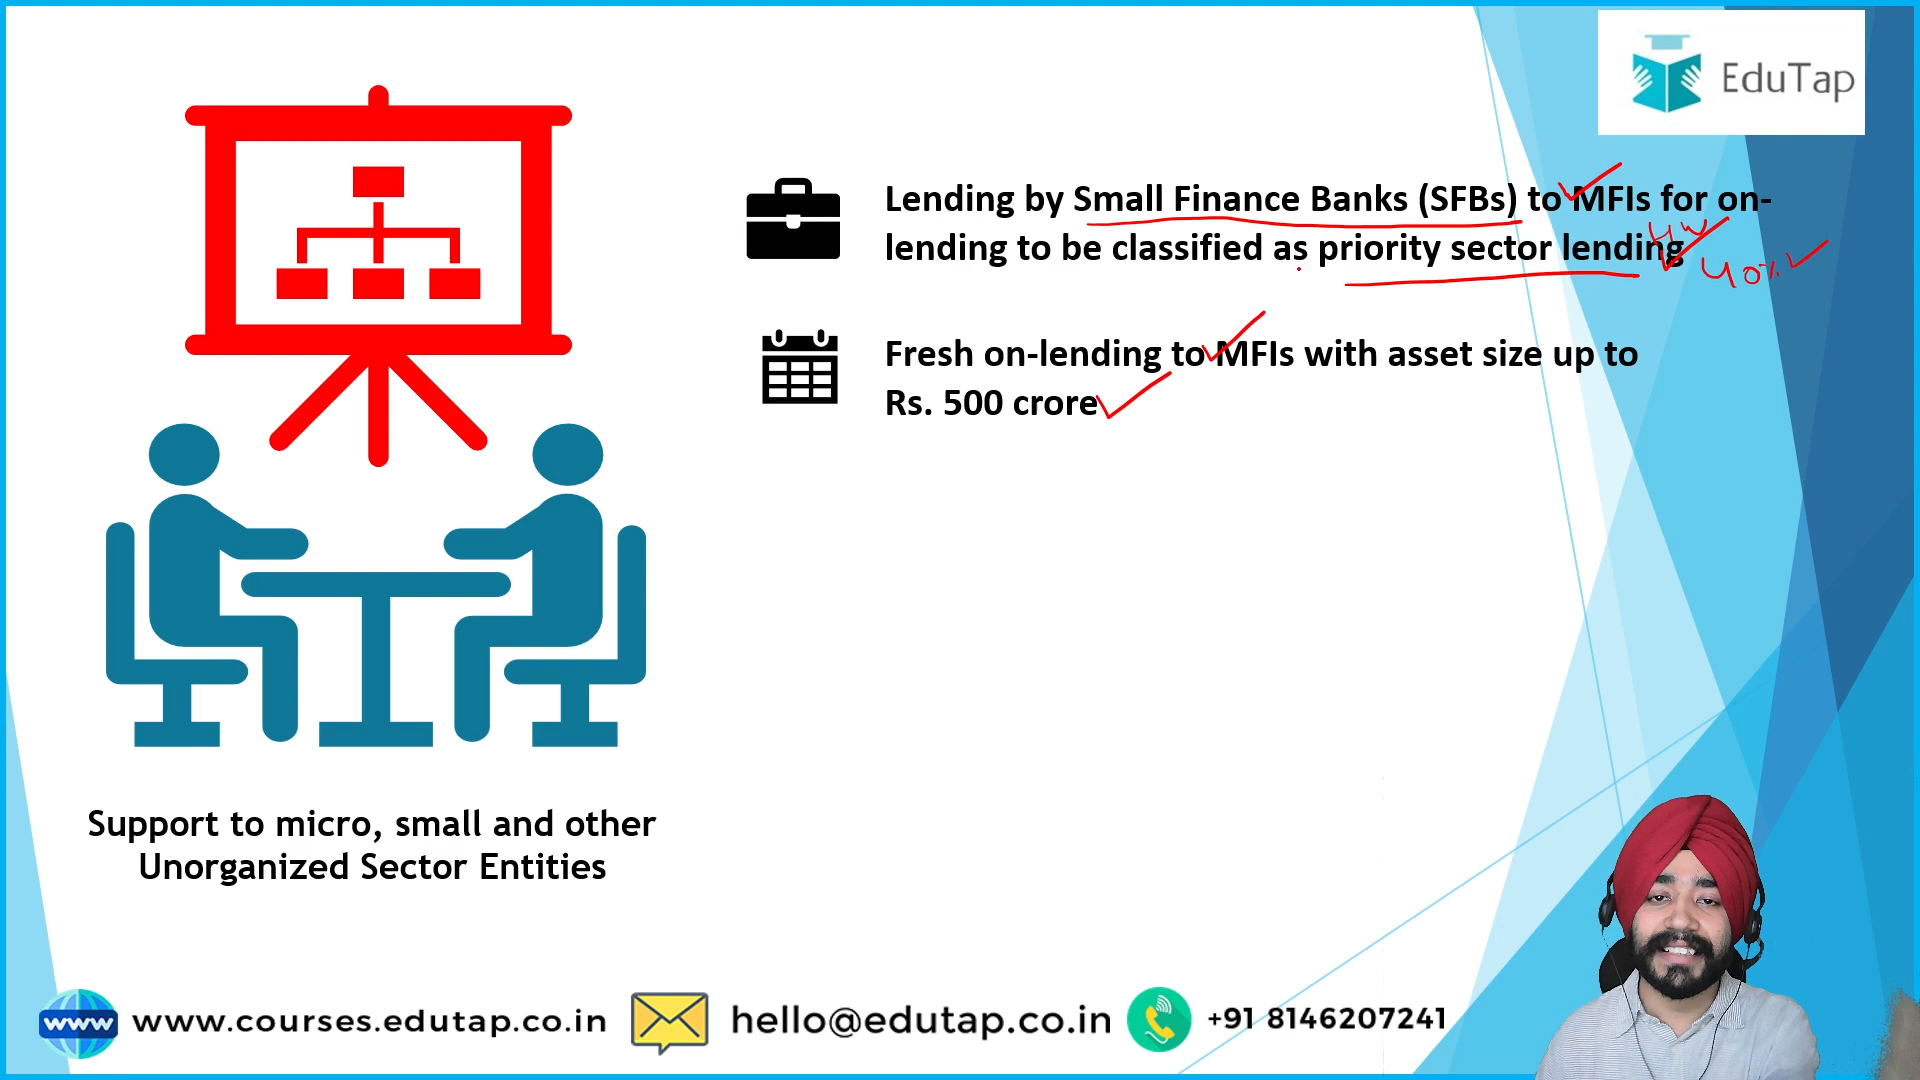 EduTap
Lending by Small Finance Banks (SFBs) to MFIs for on-
lending to be classified as priority sector lending
40%
Fresh on-lending to MFIs with asset size up to
Rs. 500 crore
Support to micro, small and other
Unorganized Sector Entities
www
www.courses.edutap.co.in
hello@edutap.co.in
+91 8146207241